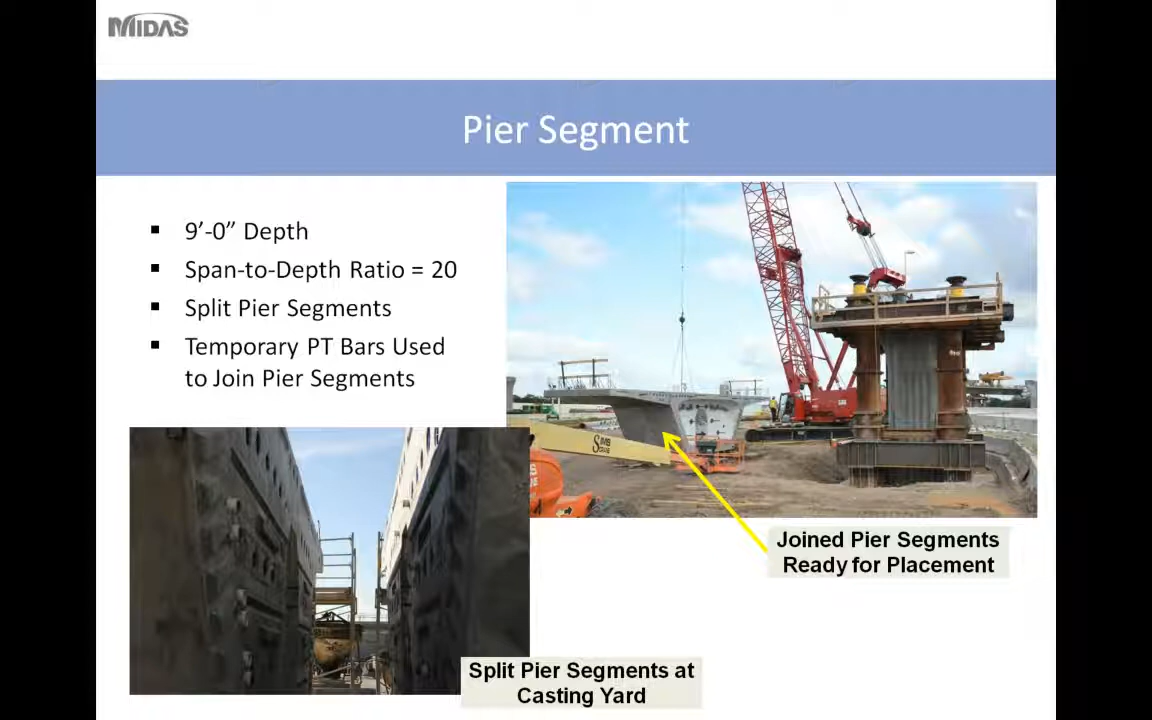 MIDAS
Pier Segment
9’-0” Depth
Span-to-Depth Ratio = 20
Split Pier Segments
Temporary PT Bars Used
to Join Pier Segments
Joined Pier Segments
Ready for Placement
Split Pier Segments at
Casting Yard